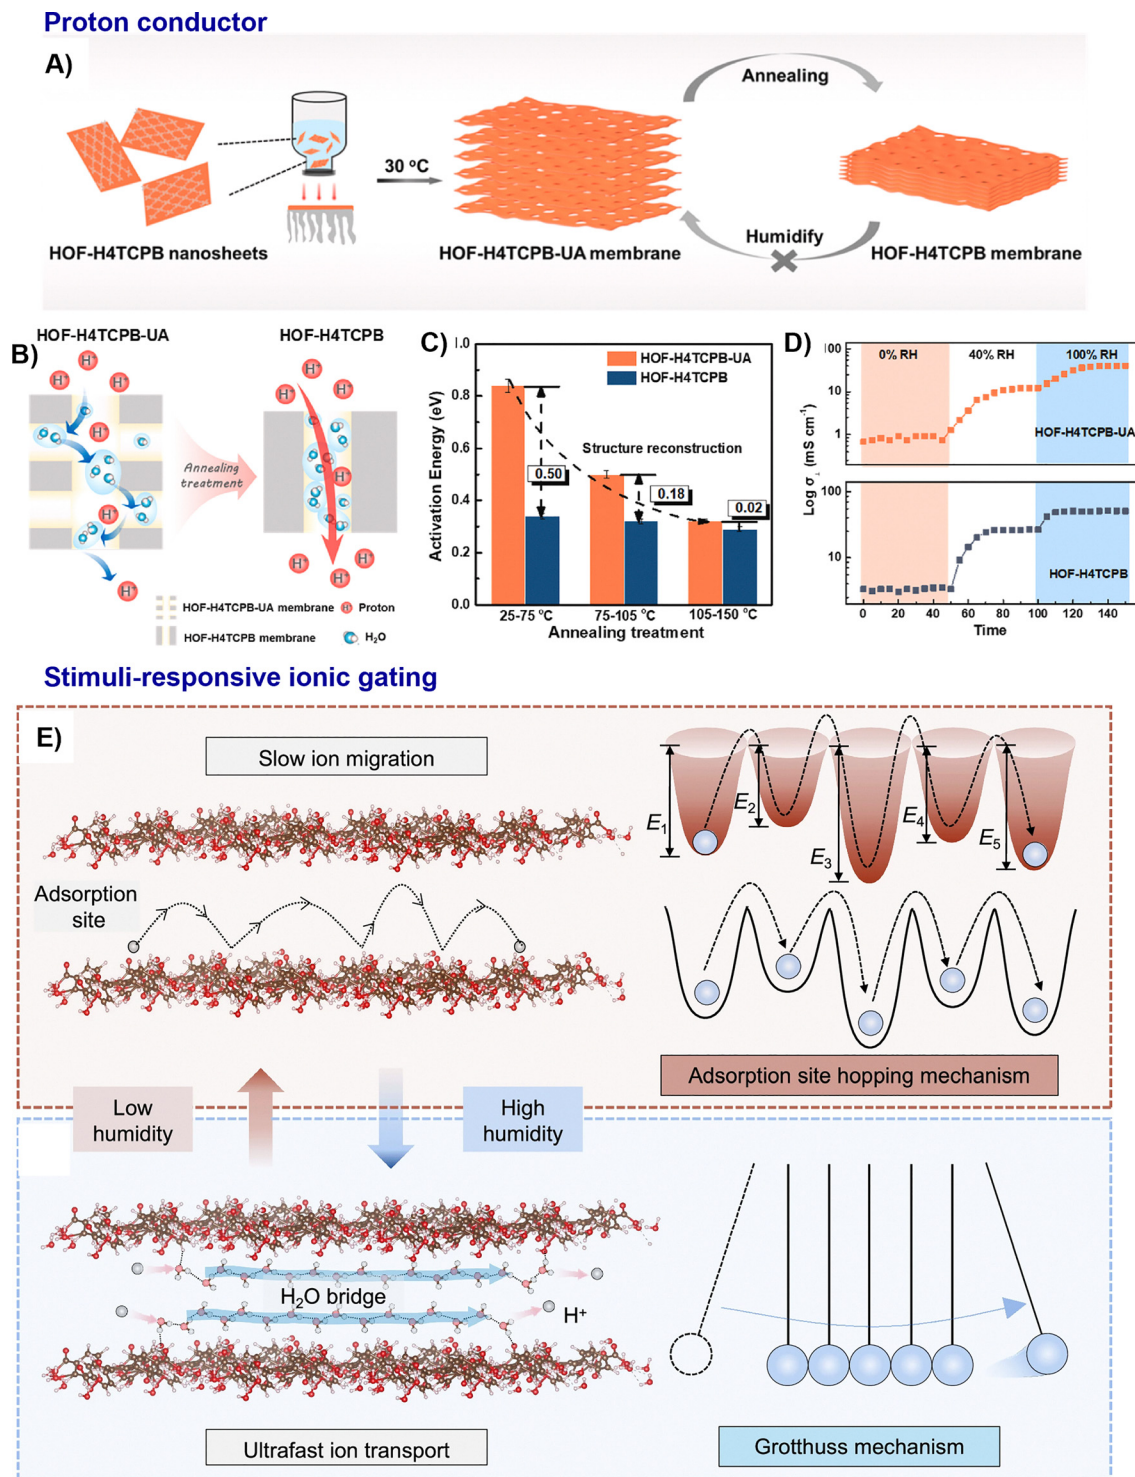 Proton conductor
A)
Annealing
30 °C
HOF-H4TCPB nanosheets
HOF-H4TCPB-UA membrane
Humidify
HOF-H4TCPB membrane
B)
HOF-H4TCPB-UA
HOF-H4TCPB
H⁺
H⁺
H⁺
H⁺
H⁺
H⁺
H⁺
H⁺
Annealing
treatment
H⁺
H⁺
H⁺
H⁺
H⁺
H⁺
H⁺
H⁺
H⁺
H⁺
HOF-H4TCPB-UA membrane
H⁺ Proton
HOF-H4TCPB membrane
H₂O
C)
Activation Energy (eV)
1.0
0.8
0.6
0.4
0.2
0.0
HOF-H4TCPB-UA
HOF-H4TCPB
Structure reconstruction
0.50
0.18
0.02
25-75 °C
75-105 °C
105-150 °C
Annealing treatment
D)
Log σ⊥ (mS cm⁻¹)
100
10
1
0% RH
40% RH
100% RH
HOF-H4TCPB-UA
100
10
HOF-H4TCPB
0
20
40
60
80
100
120
140
Time
Stimuli-responsive ionic gating
E)
Slow ion migration
Adsorption
site
E₁
E₂
E₃
E₄
E₅
Adsorption site hopping mechanism
Low
humidity
High
humidity
H₂O bridge
H⁺
Ultrafast ion transport
Grotthuss mechanism